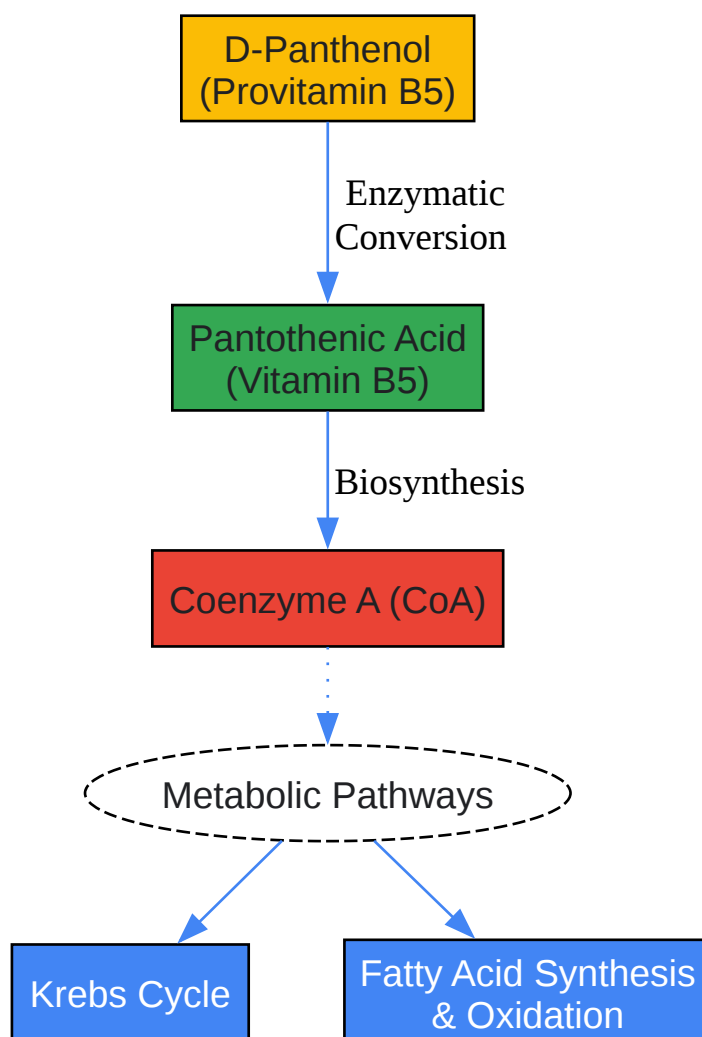 D-Panthenol
(Provitamin B5)
Enzymatic
Conversion
Pantothenic Acid
(Vitamin B5)
Biosynthesis
Coenzyme A (CoA)
Metabolic Pathways
Krebs Cycle
Fatty Acid Synthesis
& Oxidation